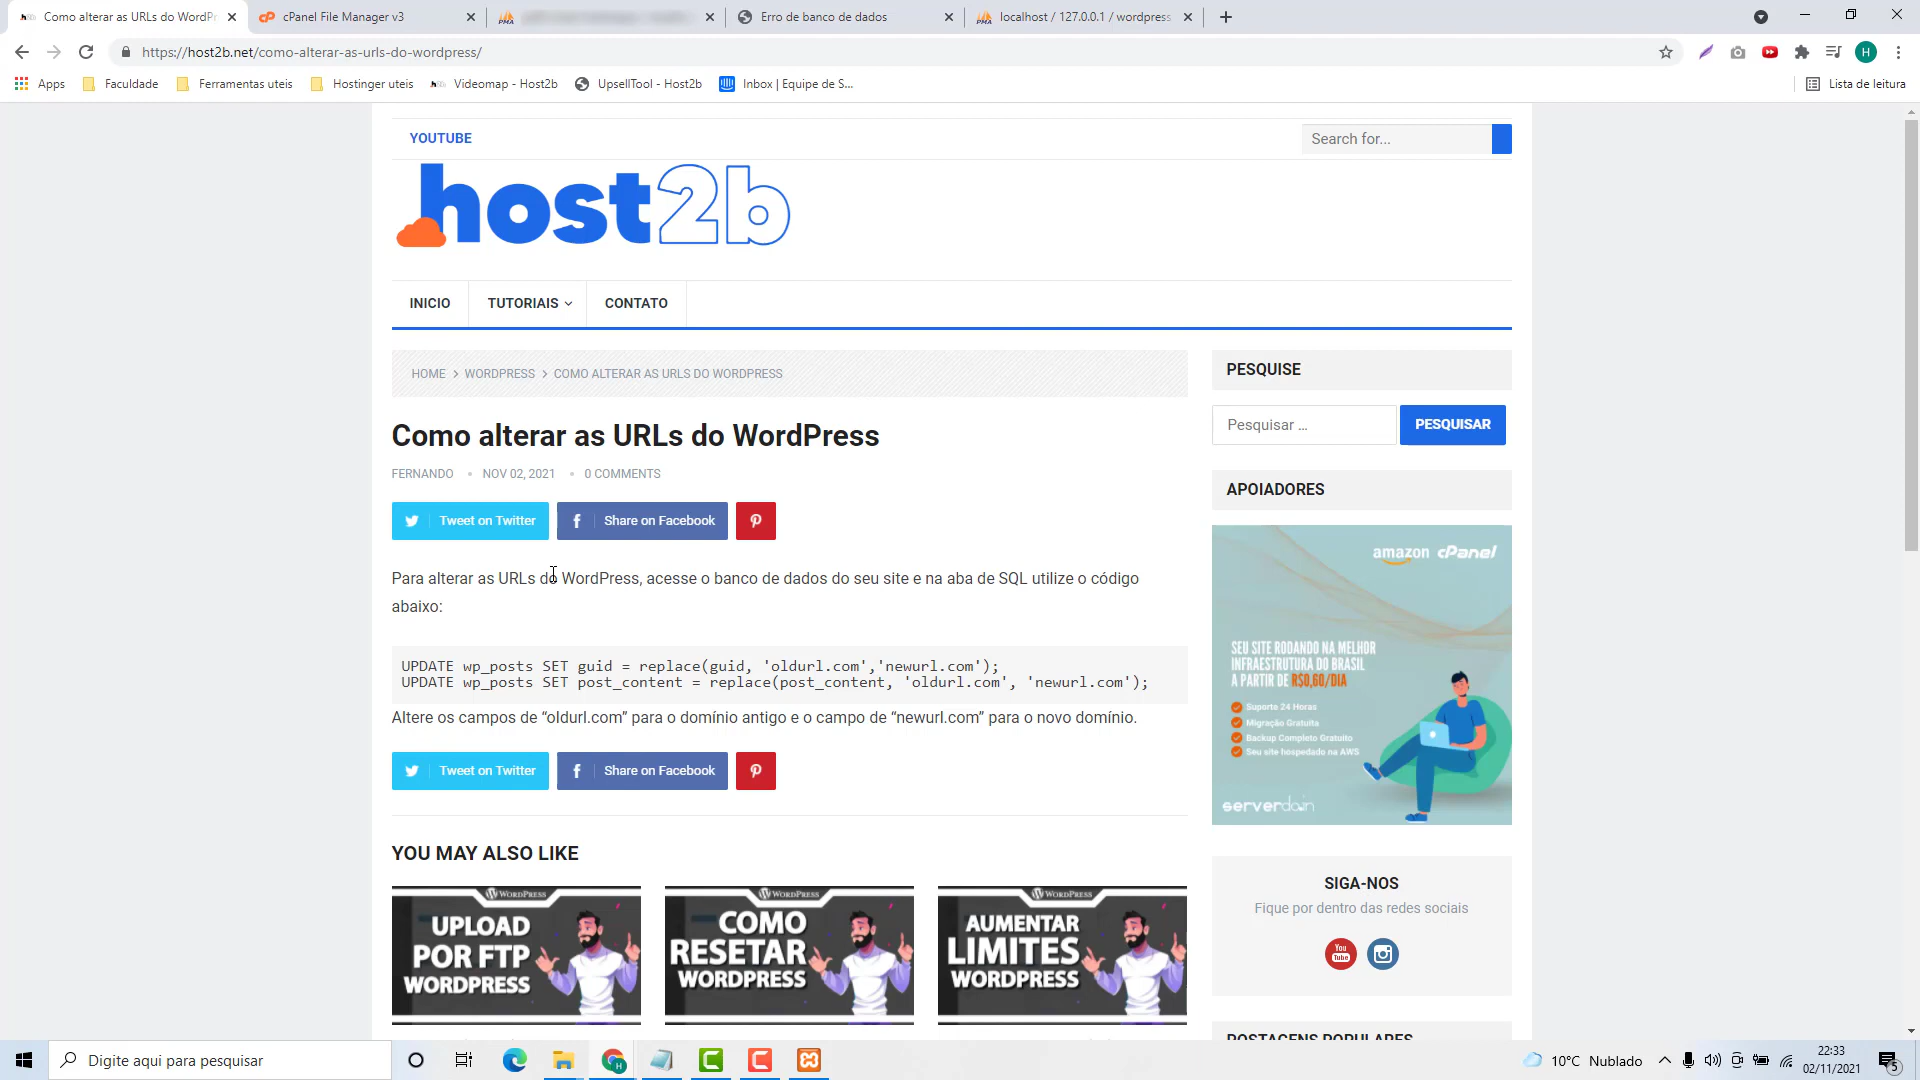 Como alterar as URLs do WordPr
cPanel File Manager v3
Erro de banco de dados
localhost / 127.0.0.1 / wordpress
https://host2b.net/como-alterar-as-urls-do-wordpress/
H
Apps
Faculdade
Ferramentas uteis
Hostinger uteis
Videomap - Host2b
UpsellTool - Host2b
Inbox | Equipe de S...
Lista de leitura
YOUTUBE
Search for...
host2b
INICIO
TUTORIAIS
CONTATO
HOME > WORDPRESS > COMO ALTERAR AS URLS DO WORDPRESS
Como alterar as URLs do WordPress
FERNANDO • NOV 02, 2021 • 0 COMMENTS
Tweet on Twitter
Share on Facebook
Para alterar as URLs do WordPress, acesse o banco de dados do seu site e na aba de SQL utilize o código
abaixo:
UPDATE wp_posts SET guid = replace(guid, 'oldurl.com','newurl.com');
UPDATE wp_posts SET post_content = replace(post_content, 'oldurl.com', 'newurl.com');
Altere os campos de “oldurl.com” para o domínio antigo e o campo de “newurl.com” para o novo domínio.
Tweet on Twitter
Share on Facebook
YOU MAY ALSO LIKE
WORDPRESS
UPLOAD
POR FTP
WORDPRESS
WORDPRESS
COMO
RESETAR
WORDPRESS
WORDPRESS
AUMENTAR
LIMITES
WORDPRESS
PESQUISE
Pesquisar …
PESQUISAR
APOIADORES
amazon cPanel
SEU SITE RODANDO NA MELHOR
INFRAESTRUTURA DO BRASIL
A PARTIR DE R$0,60/DIA
Suporte 24 Horas
Migração Gratuita
Backup Completo Gratuito
Seu site hospedado na AWS
serverdo.in
SIGA-NOS
Fique por dentro das redes sociais
You
Tube
POSTAGENS POPULARES
Digite aqui para pesquisar
10°C Nublado
22:33
02/11/2021
5